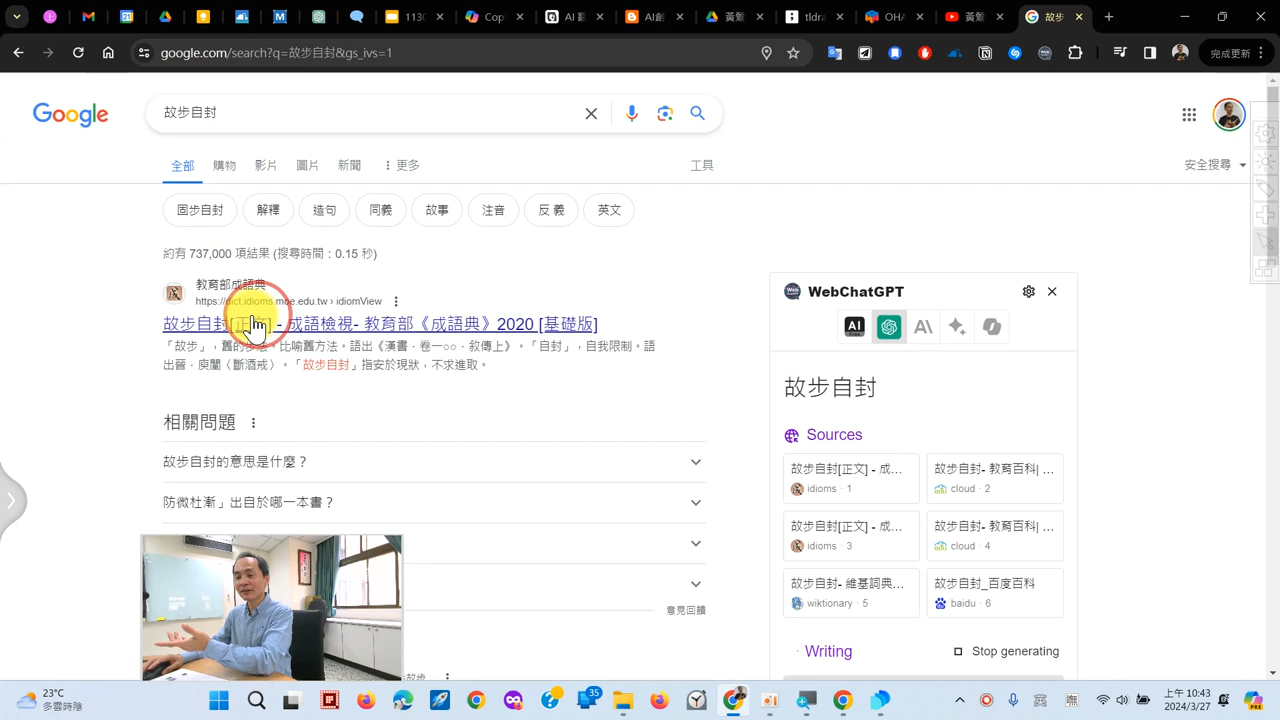 113
Cop
AI 創
黃
tldra
OHA
黃
故步
google.com/search?q=故步自封&gs_ivs=1
完成更新
Google
故步自封
全部
購物
影片
圖片
新聞
更多
工具
安全搜尋
固步自封
解釋
造句
同義
故事
注音
反 義
英文
約有 737,000 項結果 (搜尋時間：0.15 秒)
教育部成語典
https://dict.idioms.moe.edu.tw › idiomView
故步自封[正文] - 成語檢視- 教育部《成語典》2020 [基礎版]
「故步」，舊的步法。比喻舊方法。語出《漢書．卷一○○．敘傳上》。「自封」，自我限制。語
出晉．庾闡〈斷酒戒〉。「故步自封」指安於現狀，不求進取。
相關問題
故步自封的意思是什麼？
防微杜漸」出自於哪一本書？
意見回饋
WebChatGPT
故步自封
Sources
故步自封[正文] - 成…
idioms · 1
故步自封- 教育百科| …
cloud · 2
故步自封[正文] - 成…
idioms · 3
故步自封- 教育百科| …
cloud · 4
故步自封- 維基詞典…
wiktionary · 5
故步自封_百度百科
baidu · 6
Writing
Stop generating
23°C
多雲時陰
35
上午 10:43
2024/3/27